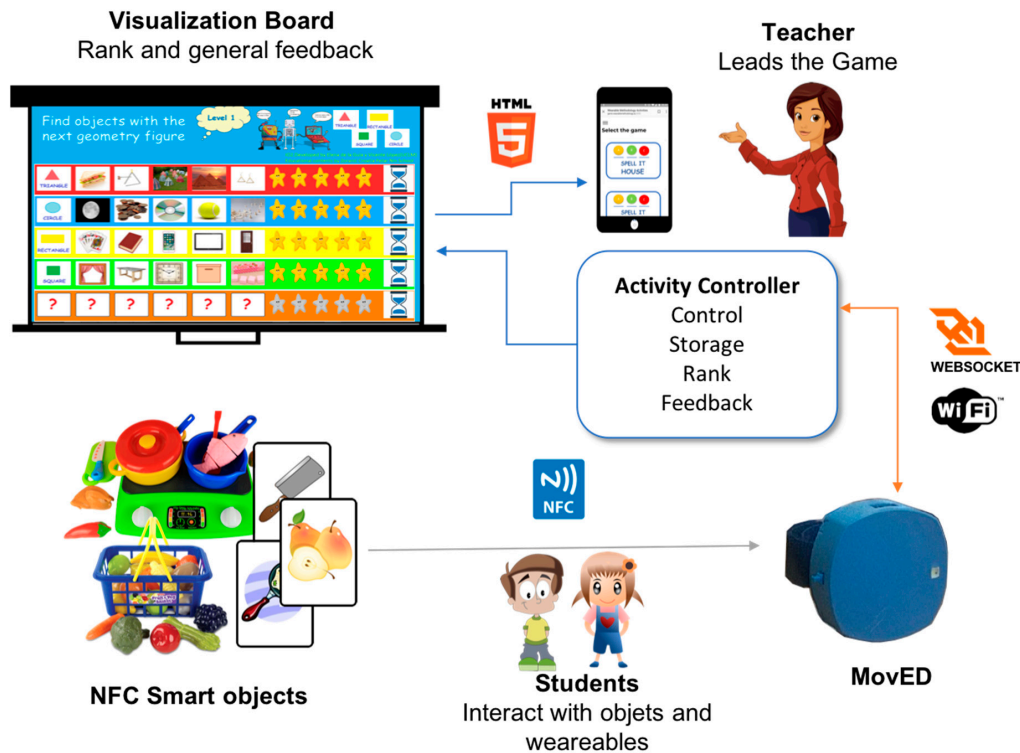 Visualization Board
Rank and general feedback
Teacher
Leads the Game
HTML
5
Find objects with the
next geometry figure
Level 1
TRIANGLE
RECTANGLE
SQUARE
CIRCLE
TRIANGLE
CIRCLE
RECTANGLE
SQUARE
? ? ? ? ? ?
Select the game
SPELL IT
HOUSE
SPELL IT
Activity Controller
Control
Storage
Rank
Feedback
WEBSOCKET
Wi Fi™
NFC
NFC Smart objects
Students
Interact with objets and
weareables
MovED